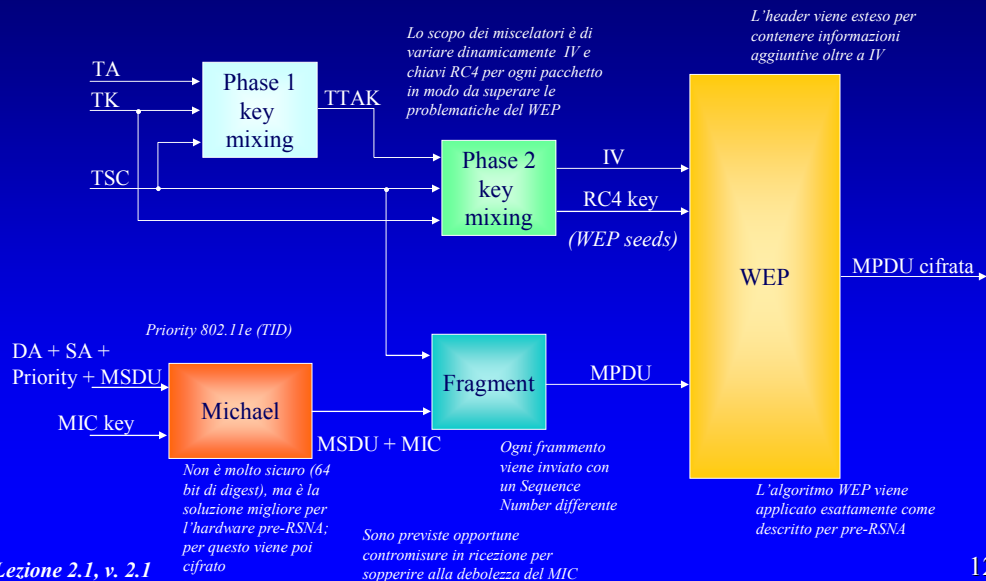 L'header viene esteso per
contenere informazioni
aggiuntive oltre a IV
Lo scopo dei miscelatori è di
variare dinamicamente IV e
chiavi RC4 per ogni pacchetto
in modo da superare le
problematiche del WEP
TA
TK
TSC
Phase 1
key
mixing
TTAK
Phase 2
key
mixing
IV
RC4 key
(WEP seeds)
WEP
MPDU cifrata
Priority 802.11e (TID)
DA + SA +
Priority + MSDU
MIC key
Michael
MSDU + MIC
Fragment
MPDU
Non è molto sicuro (64
bit di digest), ma è la
soluzione migliore per
l'hardware pre-RSNA;
per questo viene poi
cifrato
Ogni frammento
viene inviato con
un Sequence
Number differente
L'algoritmo WEP viene
applicato esattamente come
descritto per pre-RSNA
Sono previste opportune
contromisure in ricezione per
sopperire alla debolezza del MIC
Lezione 2.1, v. 2.1